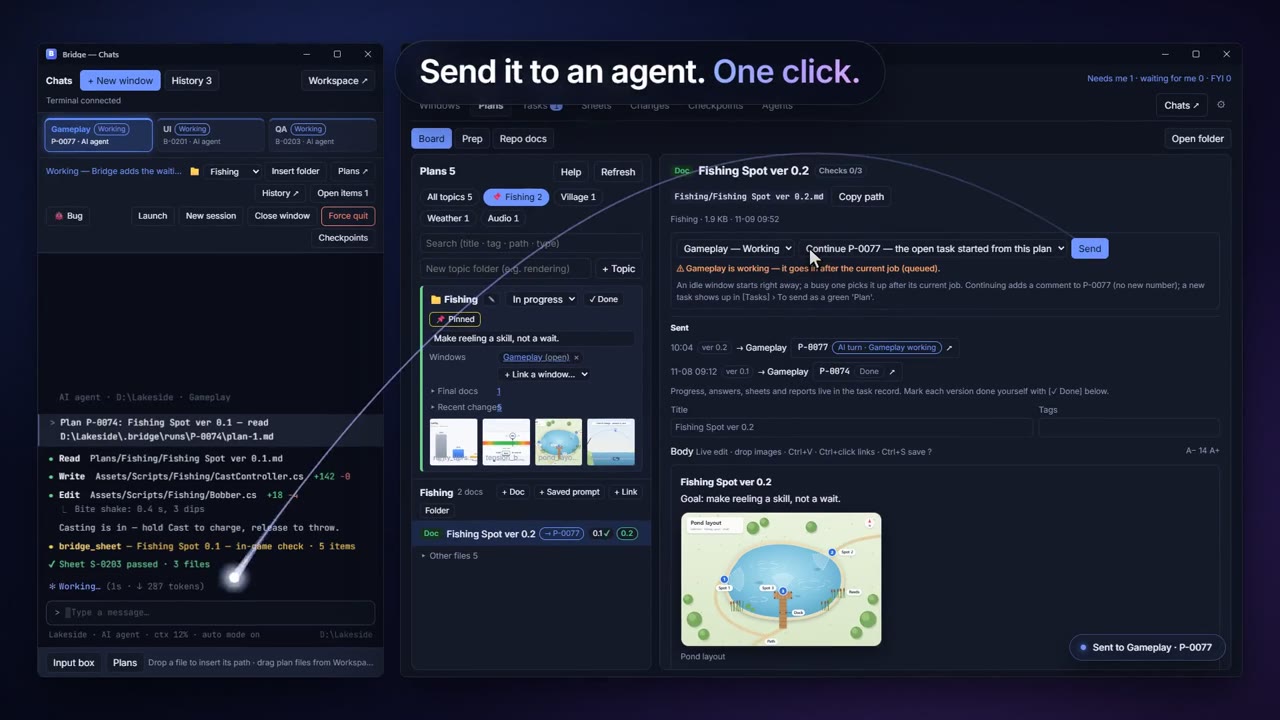 Bridge — Chats
Chats + New window History 3 Workspace ↗
Terminal connected
Gameplay Working
P-0077 · AI agent
UI Working
B-0201 · AI agent
QA Working
B-0203 · AI agent
Working — Bridge adds the waiti... Fishing Insert folder Plans ↗
History ↗ Open items 1
Bug Launch New session Close window Force quit
Checkpoints
AI agent · D:\Lakeside · Gameplay
> Plan P-0074: Fishing Spot ver 0.1 — read
D:\Lakeside\.bridge\runs\P-0074\plan-1.md
● Read Plans/Fishing/Fishing Spot ver 0.1.md
● Write Assets/Scripts/Fishing/CastController.cs +142 -0
● Edit Assets/Scripts/Fishing/Bobber.cs +18 -4
Bite shake: 0.4 s, 3 dips
Casting is in — hold Cast to charge, release to throw.
● bridge_sheet — Fishing Spot 0.1 — in-game check · 5 items
✓ Sheet S-0203 passed · 3 files
✻ Working… (1s · ↓ 287 tokens)
> Type a message…
Lakeside · AI agent · ctx 12% · auto mode on D:\Lakeside
Input box Plans Drop a file to insert its path · drag plan files from Workspa...
Send it to an agent. One click.
Needs me 1 · waiting for me 0 · FYI 0
Windows Plans Tasks Sheets Changes Checkpoints Agents Chats ↗
Board Prep Repo docs Open folder
Plans 5 Help Refresh
All topics 5 Fishing 2 Village 1
Weather 1 Audio 1
Search (title · tag · path · type)
New topic folder (e.g. rendering) + Topic
Fishing In progress ✓ Done
Pinned
Make reeling a skill, not a wait.
Windows Gameplay (open) ×
+ Link a window...
▸ Final docs 1
▸ Recent changes 5
Fishing 2 docs + Doc + Saved prompt + Link
Folder
Doc Fishing Spot ver 0.2 → P-0077 0.1 ✓ 0.2
▸ Other files 5
Doc Fishing Spot ver 0.2 Checks 0/3
Fishing/Fishing Spot ver 0.2.md Copy path
Fishing · 1.9 KB · 11-09 09:52
Gameplay — Working Continue P-0077 — the open task started from this plan Send
⚠ Gameplay is working — it goes in after the current job (queued).
An idle window starts right away; a busy one picks it up after its current job. Continuing adds a comment to P-0077 (no new number); a new
task shows up in [Tasks] › To send as a green 'Plan'.
Sent
10:04 ver 0.2 → Gameplay P-0077 AI turn · Gameplay working ↗
11-08 09:12 ver 0.1 → Gameplay P-0074 Done ↗
Progress, answers, sheets and reports live in the task record. Mark each version done yourself with [✓ Done] below.
Title Tags
Fishing Spot ver 0.2
Body Live edit · drop images · Ctrl+V · Ctrl+click links · Ctrl+S save ? A− 14 A+
Fishing Spot ver 0.2
Goal: make reeling a skill, not a wait.
Pond layout
Spot 2
1
Spot 1
Spot 3
Reeds
Dock
Path
Pond layout
Sent to Gameplay · P-0077